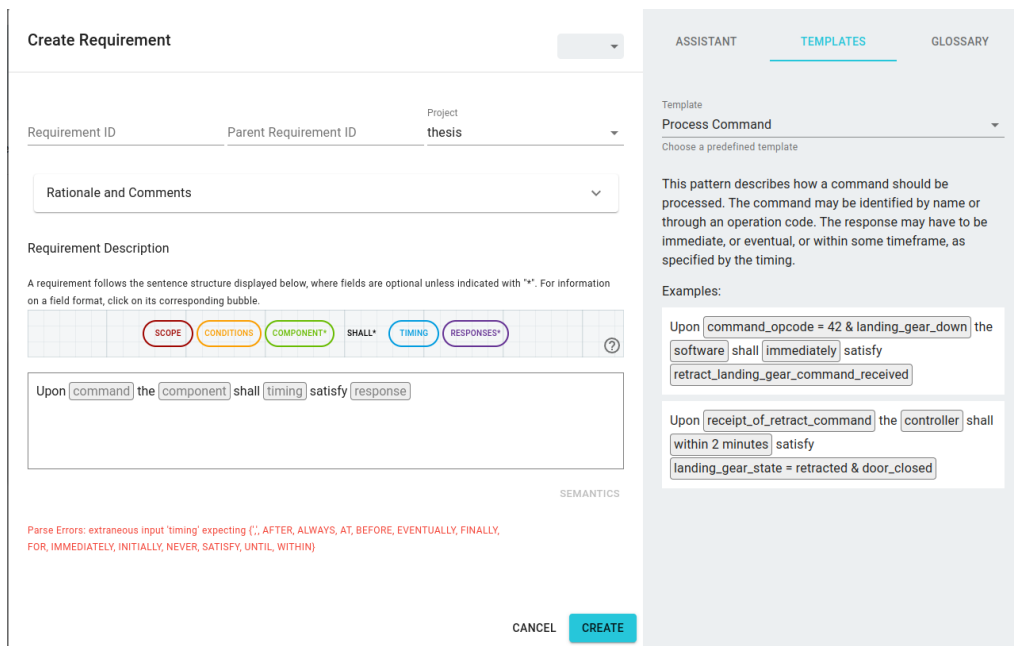 Create Requirement
Requirement ID
Parent Requirement ID
Project
thesis
Rationale and Comments
Requirement Description
A requirement follows the sentence structure displayed below, where fields are optional unless indicated with "*". For information
on a field format, click on its corresponding bubble.
SCOPE CONDITIONS COMPONENT* SHALL* TIMING RESPONSES*
?
Upon command the component shall timing satisfy response
SEMANTICS
Parse Errors: extraneous input 'timing' expecting {',', AFTER, ALWAYS, AT, BEFORE, EVENTUALLY, FINALLY,
FOR, IMMEDIATELY, INITIALLY, NEVER, SATISFY, UNTIL, WITHIN}
CANCEL CREATE
ASSISTANT TEMPLATES GLOSSARY
Template
Process Command
Choose a predefined template
This pattern describes how a command should be
processed. The command may be identified by name or
through an operation code. The response may have to be
immediate, or eventual, or within some timeframe, as
specified by the timing.
Examples:
Upon command_opcode = 42 & landing_gear_down the
software shall immediately satisfy
retract_landing_gear_command_received
Upon receipt_of_retract_command the controller shall
within 2 minutes satisfy
landing_gear_state = retracted & door_closed